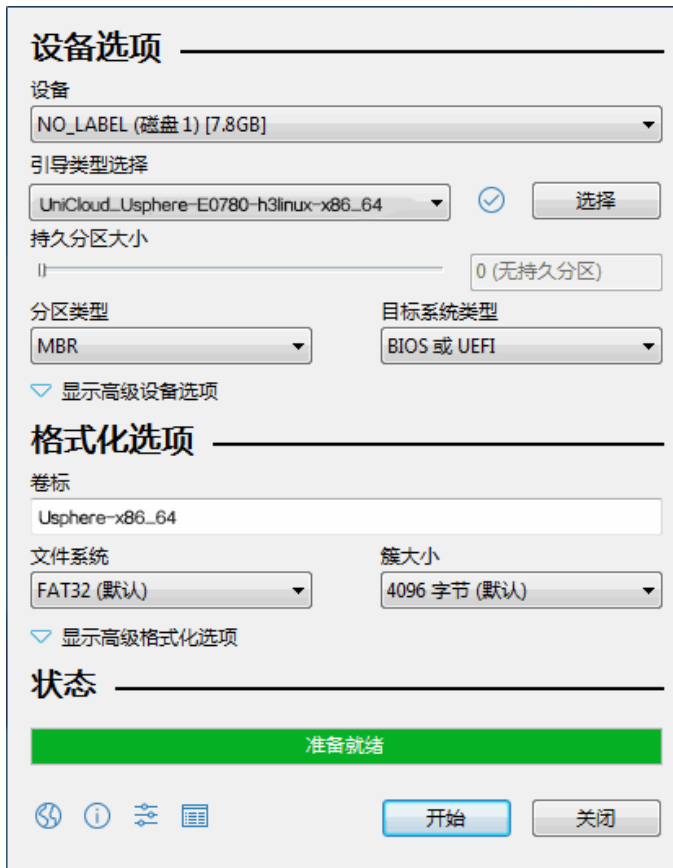 设备选项
设备
NO_LABEL (磁盘 1) [7.8GB]
引导类型选择
UniCloud_Usphere-E0780-h3linux-x86_64
选择
持久分区大小
0 (无持久分区)
分区类型
目标系统类型
MBR
BIOS 或 UEFI
显示高级设备选项
格式化选项
卷标
Usphere-x86_64
文件系统
簇大小
FAT32 (默认)
4096 字节 (默认)
显示高级格式化选项
状态
准备就绪
开始
关闭